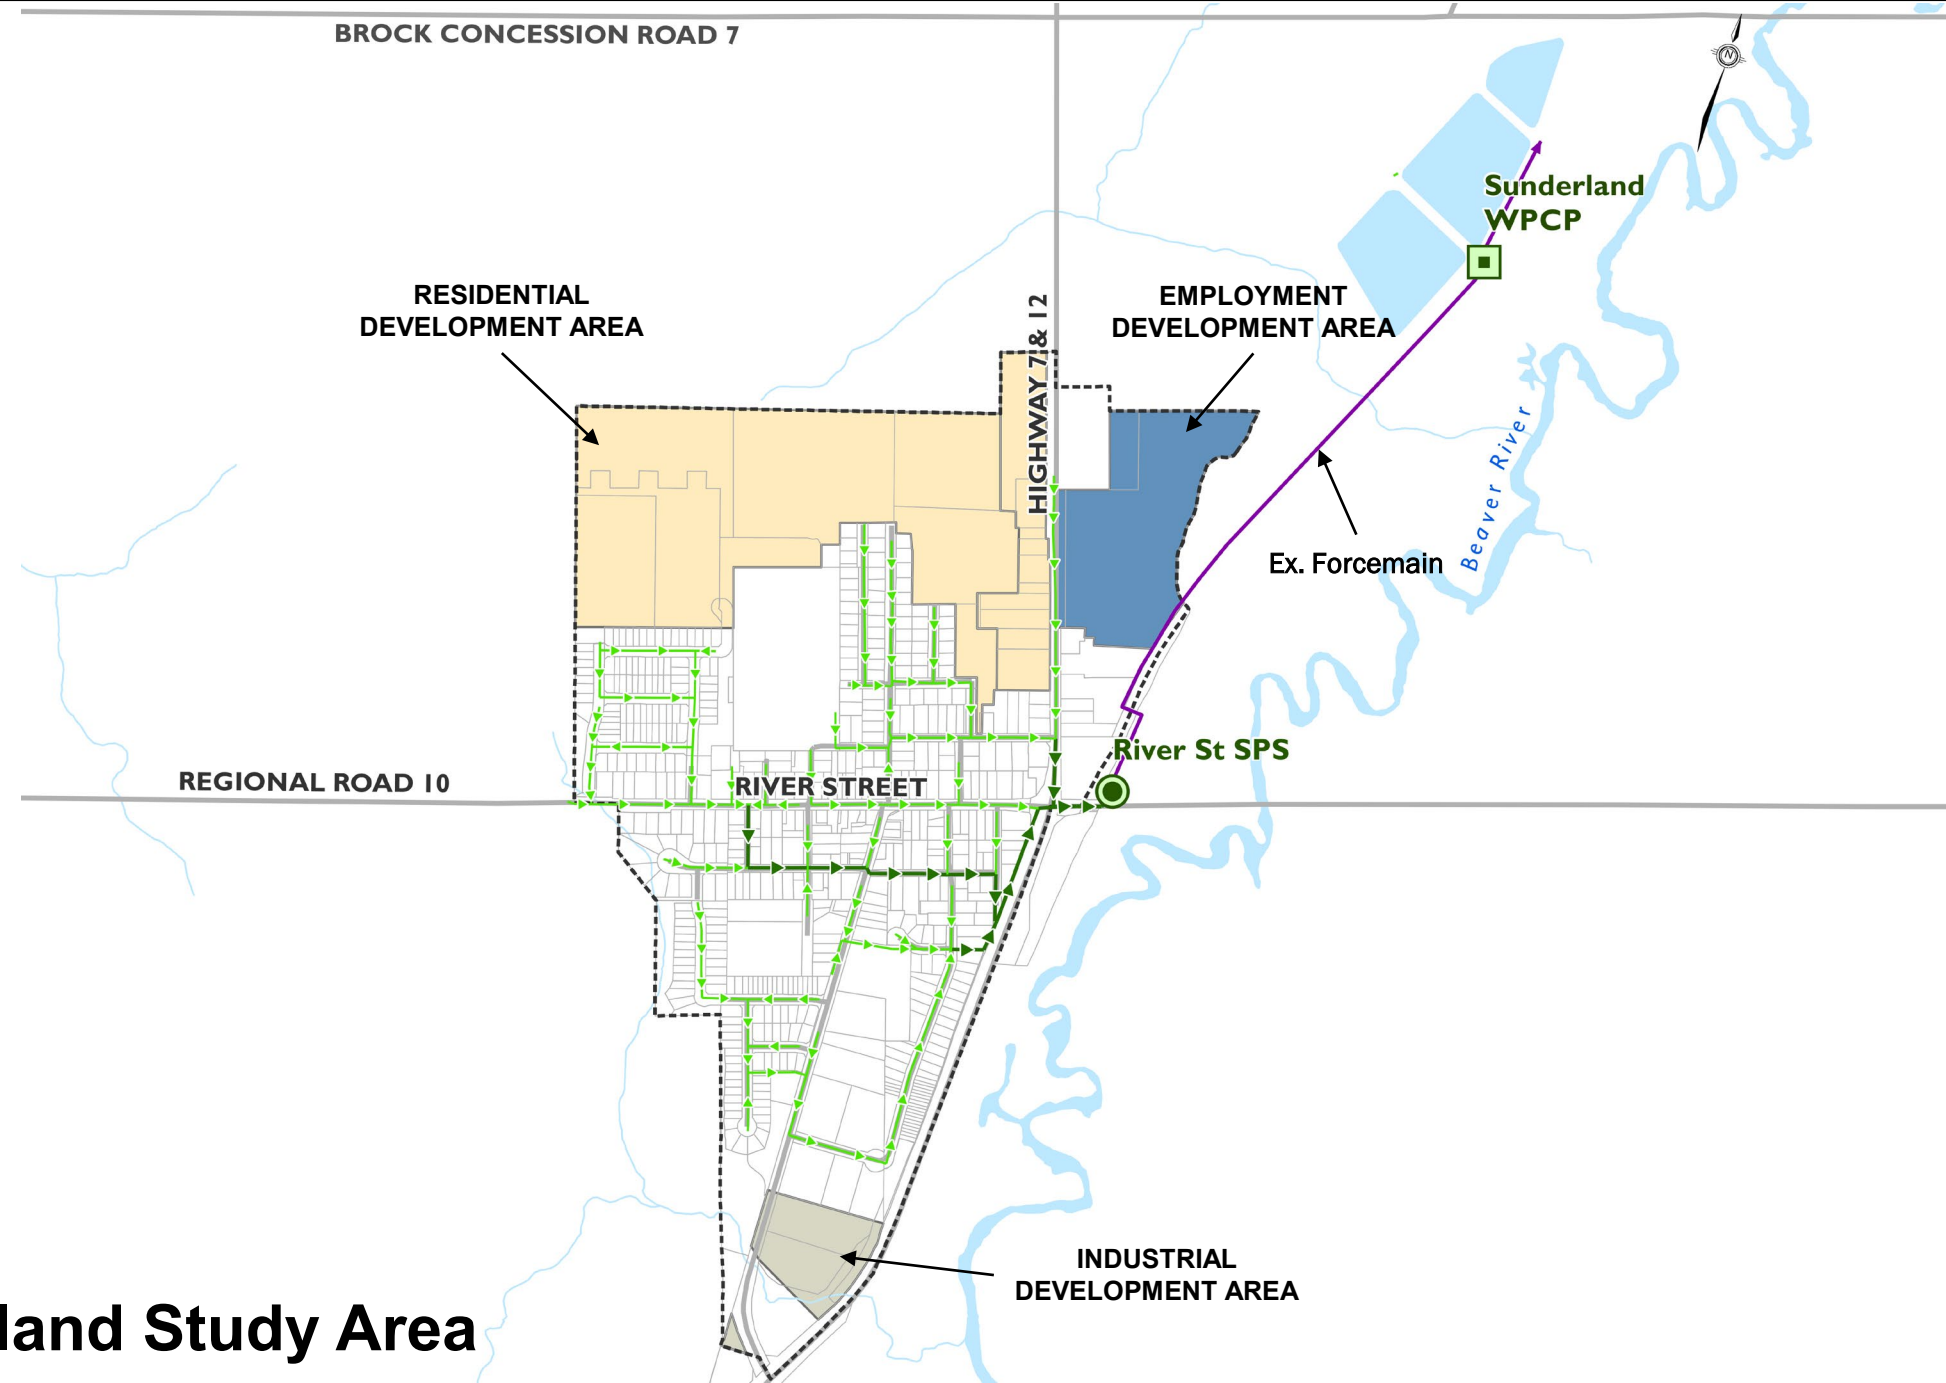 BROCK CONCESSION ROAD 7
N
Sunderland
WPCP
RESIDENTIAL
DEVELOPMENT AREA
EMPLOYMENT
DEVELOPMENT AREA
HIGHWAY 7 & 12
Beaver River
Ex. Forcemain
River St SPS
REGIONAL ROAD 10
RIVER STREET
INDUSTRIAL
DEVELOPMENT AREA
land Study Area